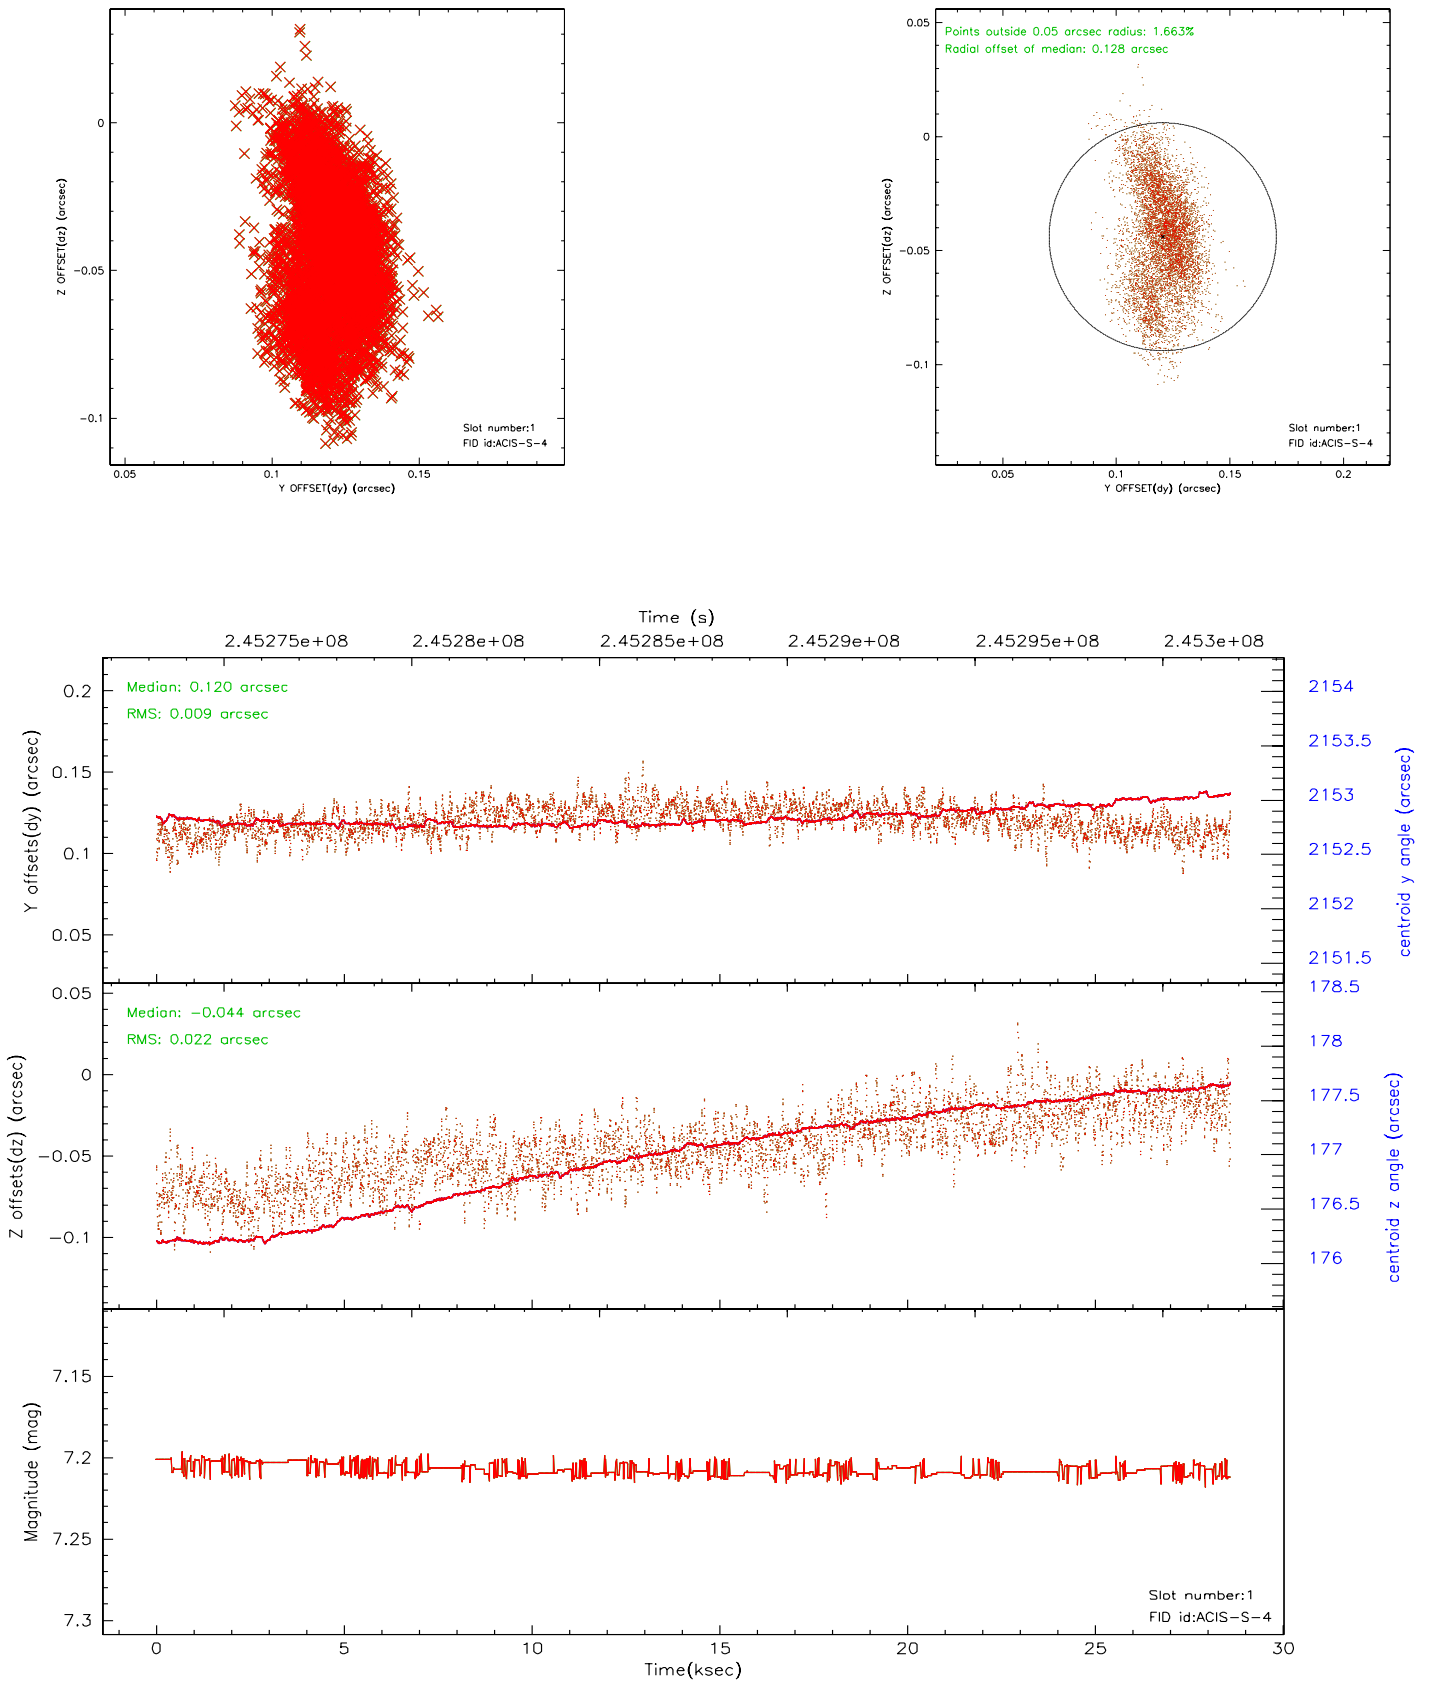 0
−0.05
−0.1
Z OFFSET(dz) (arcsec)
0.05
0.1
0.15
Y OFFSET(dy) (arcsec)
Slot number:1
FID id:ACIS−S−4
Points outside 0.05 arcsec radius: 1.663%
Radial offset of median: 0.128 arcsec
0.05
0
−0.05
−0.1
Z OFFSET(dz) (arcsec)
0.05
0.1
0.15
0.2
Y OFFSET(dy) (arcsec)
Slot number:1
FID id:ACIS−S−4
Time (s)
2.45275e+08
2.4528e+08
2.45285e+08
2.4529e+08
2.45295e+08
2.453e+08
Median: 0.120 arcsec
RMS: 0.009 arcsec
0.2
0.15
0.1
0.05
Y offsets(dy) (arcsec)
2154
2153.5
2153
2152.5
2152
2151.5
centroid y angle (arcsec)
Median: −0.044 arcsec
RMS: 0.022 arcsec
0.05
0
−0.05
−0.1
Z offsets(dz) (arcsec)
178.5
178
177.5
177
176.5
176
centroid z angle (arcsec)
7.15
7.2
7.25
7.3
Magnitude (mag)
Slot number:1
FID id:ACIS−S−4
0
5
10
15
20
25
30
Time(ksec)